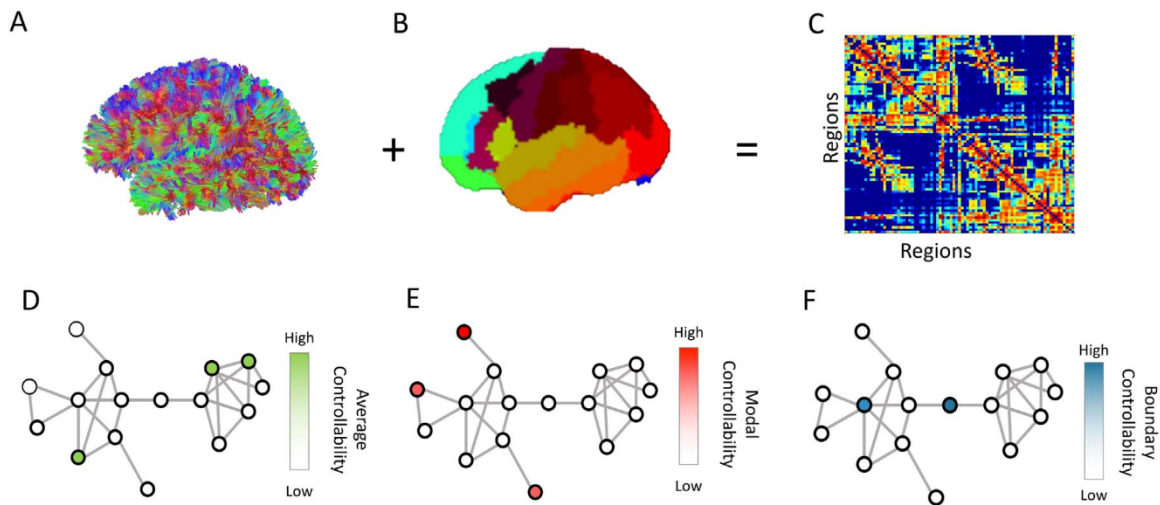 A
B
C
+
=
Regions
Regions
D
High
Average
Controllability
Low
E
High
Modal
Controllability
Low
F
High
Boundary
Controllability
Low